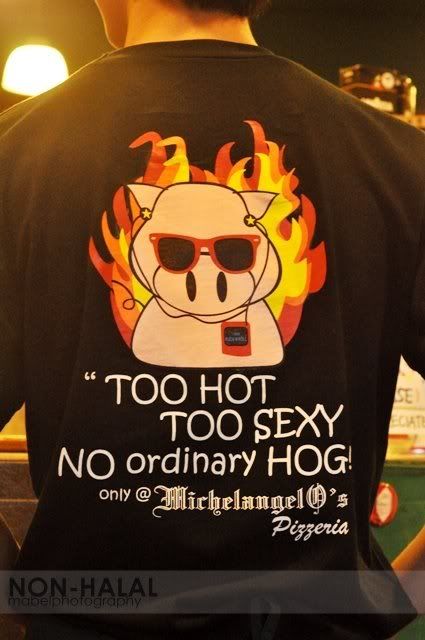 “ TOO HOT
TOO SEXY
NO ordinary HOG!
only @ MichelangelO's
Pizzeria
NON-HALAL
mabelphotography